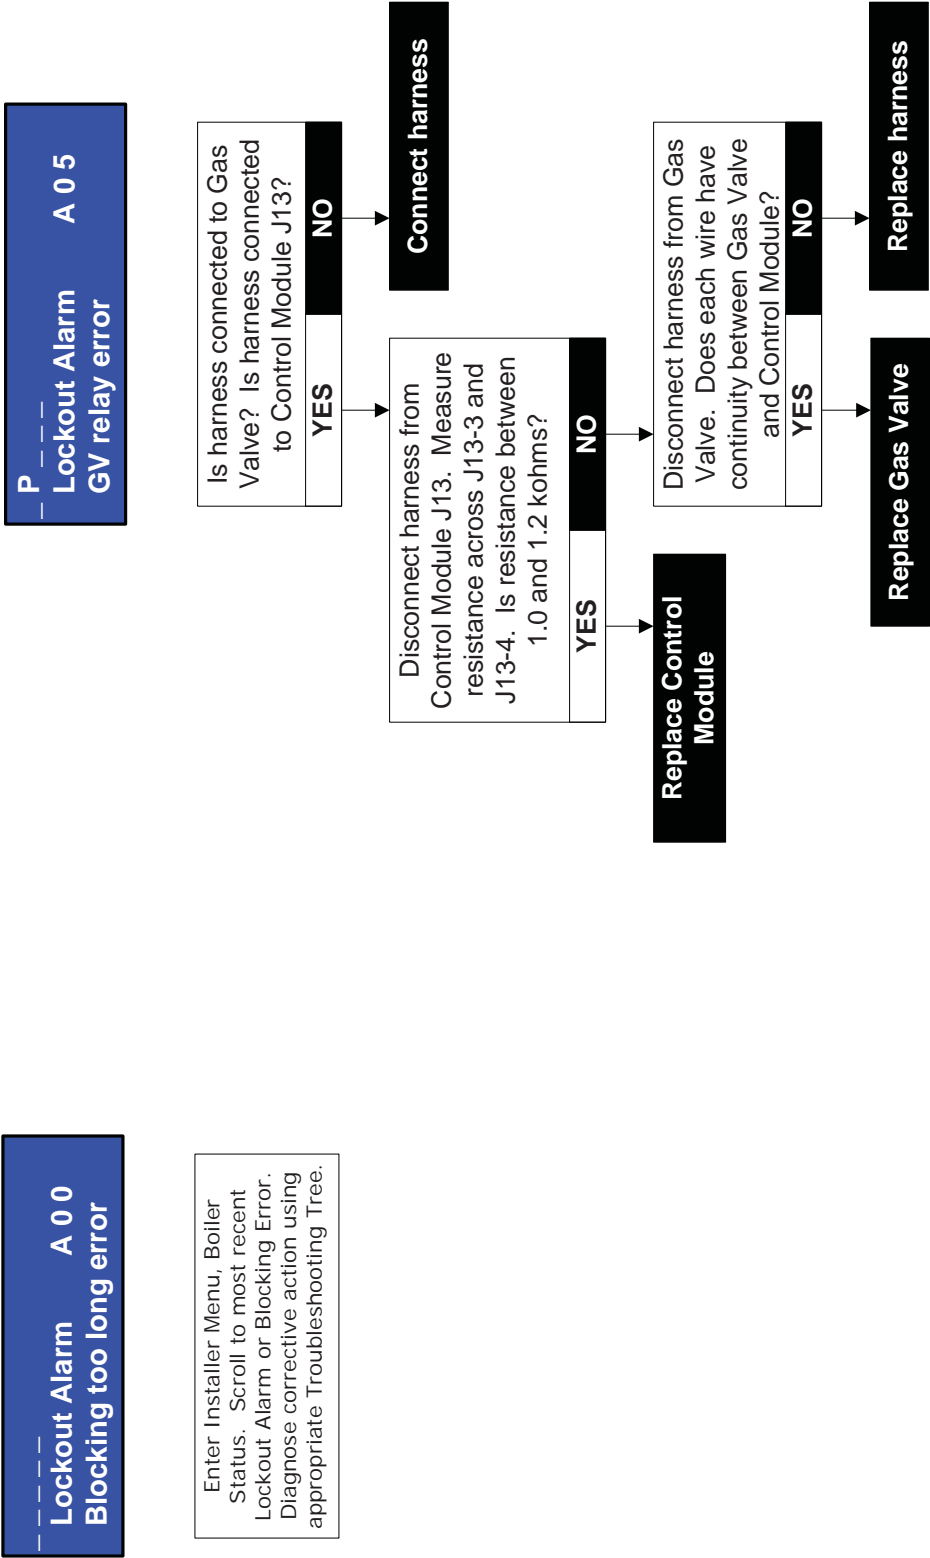 _ _ _ _ _
Lockout Alarm A 0 0
Blocking too long error
Enter Installer Menu, Boiler
Status. Scroll to most recent
Lockout Alarm or Blocking Error.
Diagnose corrective action using
appropriate Troubleshooting Tree.
_ P _ _ _
Lockout Alarm A 0 5
GV relay error
Is harness connected to Gas
Valve? Is harness connected
to Control Module J13?
YES
NO
Connect harness
Disconnect harness from
Control Module J13. Measure
resistance across J13-3 and
J13-4. Is resistance between
1.0 and 1.2 kohms?
YES
NO
Replace Control
Module
Disconnect harness from Gas
Valve. Does each wire have
continuity between Gas Valve
and Control Module?
YES
NO
Replace Gas Valve
Replace harness